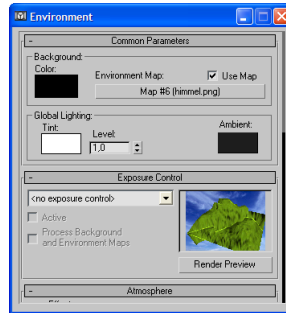 Environment
- Common Parameters
Background:
Color:
Environment Map: Use Map
Map #6 (himmel.png)
Global Lighting:
Tint: Level: Ambient:
1,0
- Exposure Control
<no exposure control>
Active
Process Background
and Environment Maps
Render Preview
- Atmosphere